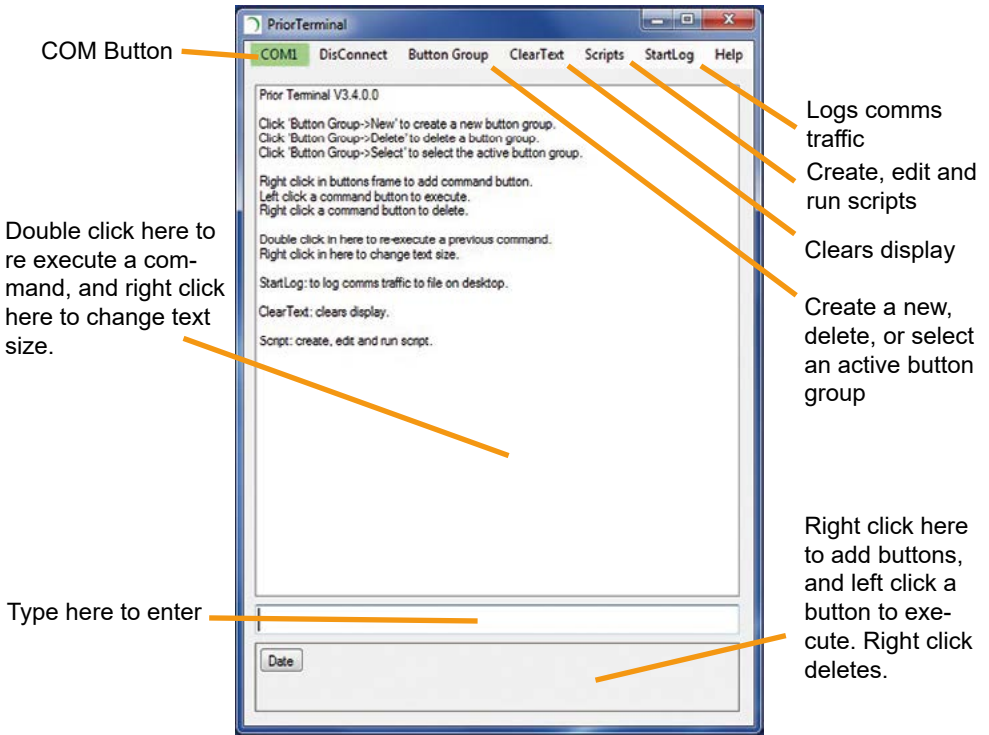 PriorTerminal
COM Button
COM1 DisConnect Button Group ClearText Scripts StartLog Help
Prior Terminal V3.4.0.0
Click 'Button Group->New' to create a new button group.
Click 'Button Group->Delete' to delete a button group.
Click 'Button Group->Select' to select the active button group.
Right click in buttons frame to add command button.
Left click a command button to execute.
Right click a command button to delete.
Double click in here to re-execute a previous command.
Right click in here to change text size.
StartLog: to log comms traffic to file on desktop.
ClearText: clears display.
Script: create, edit and run script.
Logs comms
traffic
Create, edit and
run scripts
Clears display
Create a new,
delete, or select
an active button
group
Double click here to
re execute a com-
mand, and right click
here to change text
size.
Type here to enter
Date
Right click here
to add buttons,
and left click a
button to exe-
cute. Right click
deletes.